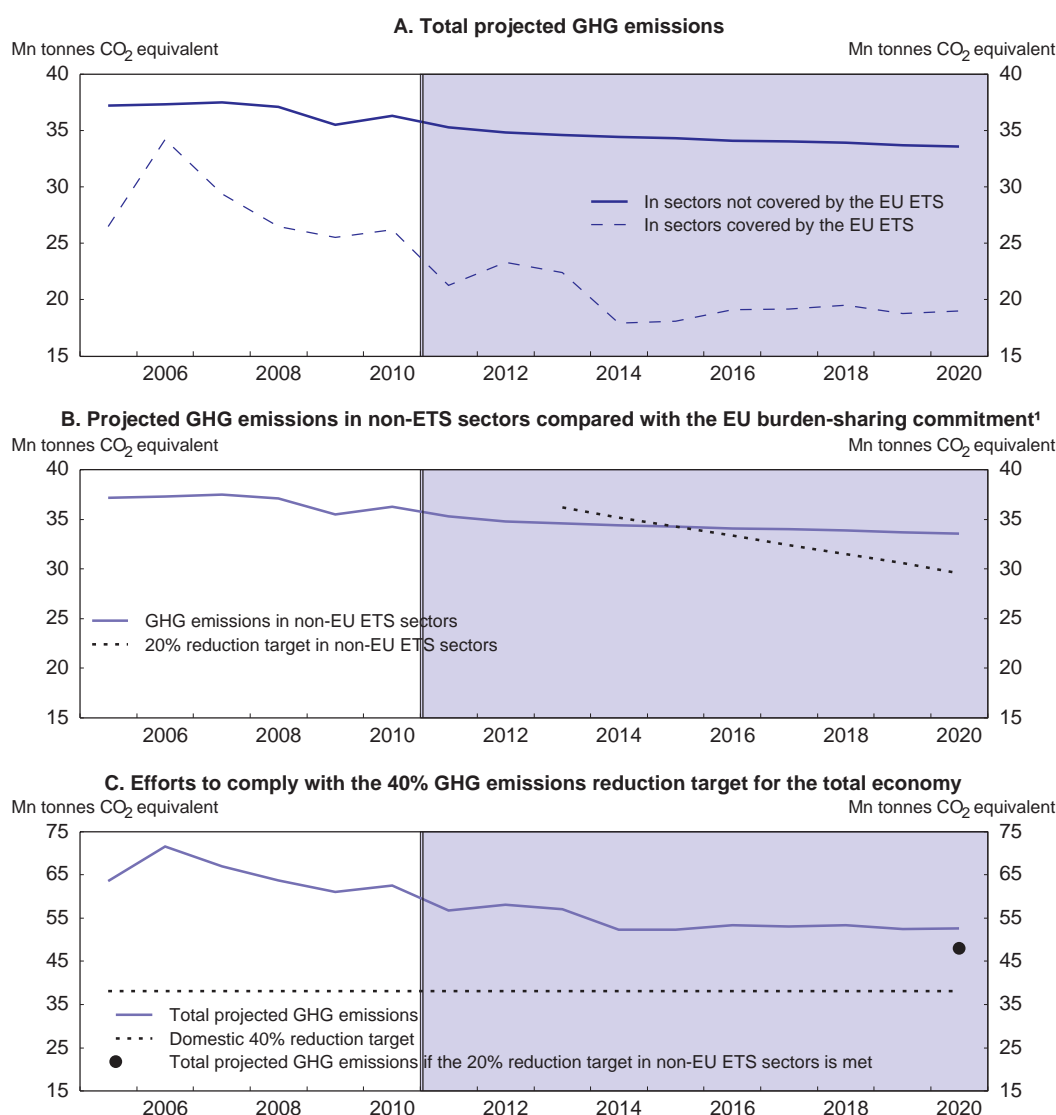 A. Total projected GHG emissions
Mn tonnes CO2 equivalent Mn tonnes CO2 equivalent
40 40
35 35
30 30
In sectors not covered by the EU ETS
In sectors covered by the EU ETS
25 25
20 20
15 15
2006 2008 2010 2012 2014 2016 2018 2020
B. Projected GHG emissions in non-ETS sectors compared with the EU burden-sharing commitment¹
Mn tonnes CO2 equivalent Mn tonnes CO2 equivalent
40 40
35 35
30 30
25 25
GHG emissions in non-EU ETS sectors
20% reduction target in non-EU ETS sectors
20 20
15 15
2006 2008 2010 2012 2014 2016 2018 2020
C. Efforts to comply with the 40% GHG emissions reduction target for the total economy
Mn tonnes CO2 equivalent Mn tonnes CO2 equivalent
75 75
65 65
55 55
45 45
35 35
Total projected GHG emissions
Domestic 40% reduction target
25 25
Total projected GHG emissions if the 20% reduction target in non-EU ETS sectors is met
15 15
2006 2008 2010 2012 2014 2016 2018 2020